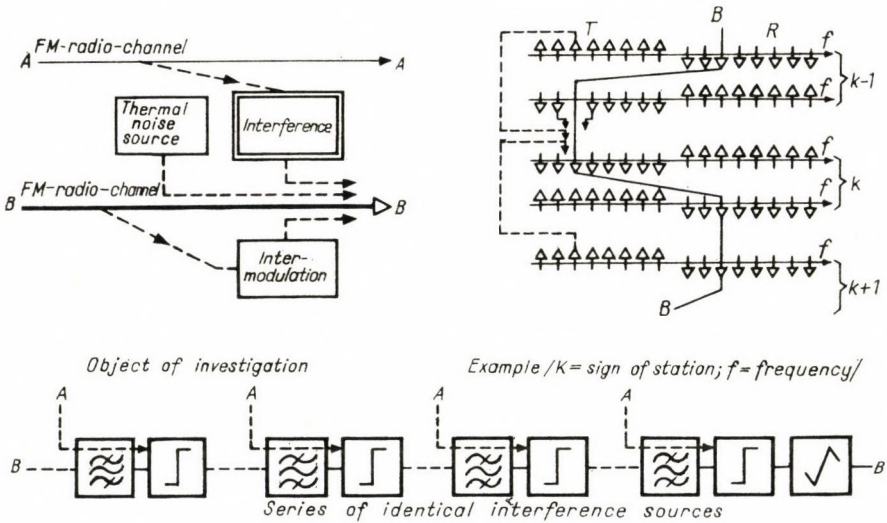 FM-radio-channel
A A
Thermal
noise
source
Interference
FM-radio-channel
B B
Inter-
modulation
T B R f
k-1
f
f
k
f
f
k+1
B
Object of investigation
Example /K= sign of station; f= frequency/
A A A A
B B
Series of identical interference sources